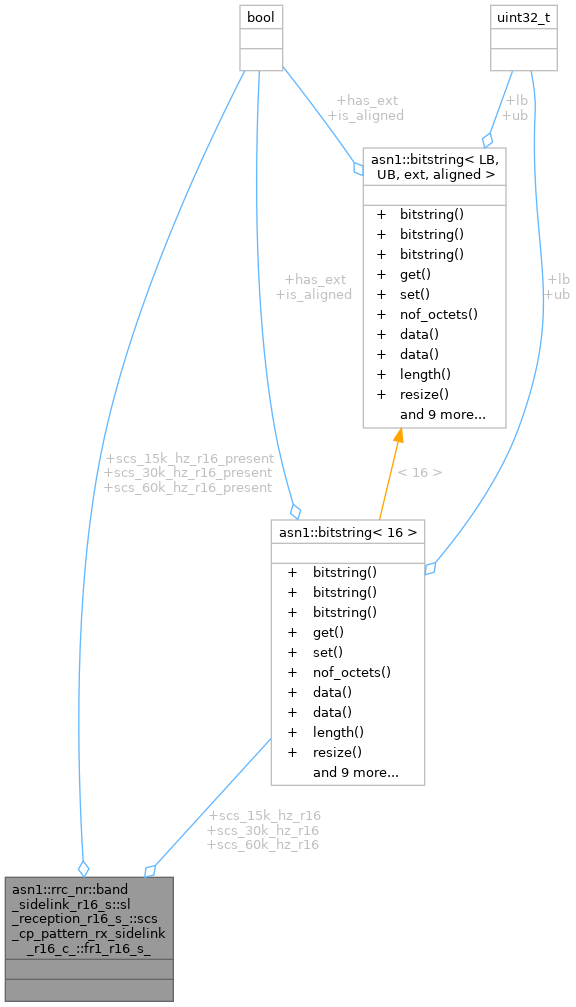 bool
uint32_t
+has_ext
+is_aligned
+lb
+ub
asn1::bitstring< LB,
UB, ext, aligned >
+ bitstring()
+ bitstring()
+ bitstring()
+ get()
+ set()
+ nof_octets()
+ data()
+ data()
+ length()
+ resize()
and 9 more...
+has_ext
+is_aligned
+lb
+ub
+scs_15k_hz_r16_present
+scs_30k_hz_r16_present
+scs_60k_hz_r16_present
< 16 >
asn1::bitstring< 16 >
+ bitstring()
+ bitstring()
+ bitstring()
+ get()
+ set()
+ nof_octets()
+ data()
+ data()
+ length()
+ resize()
and 9 more...
+scs_15k_hz_r16
+scs_30k_hz_r16
+scs_60k_hz_r16
asn1::rrc_nr::band
_sidelink_r16_s::sl
_reception_r16_s_::scs
_cp_pattern_rx_sidelink
_r16_c_::fr1_r16_s_